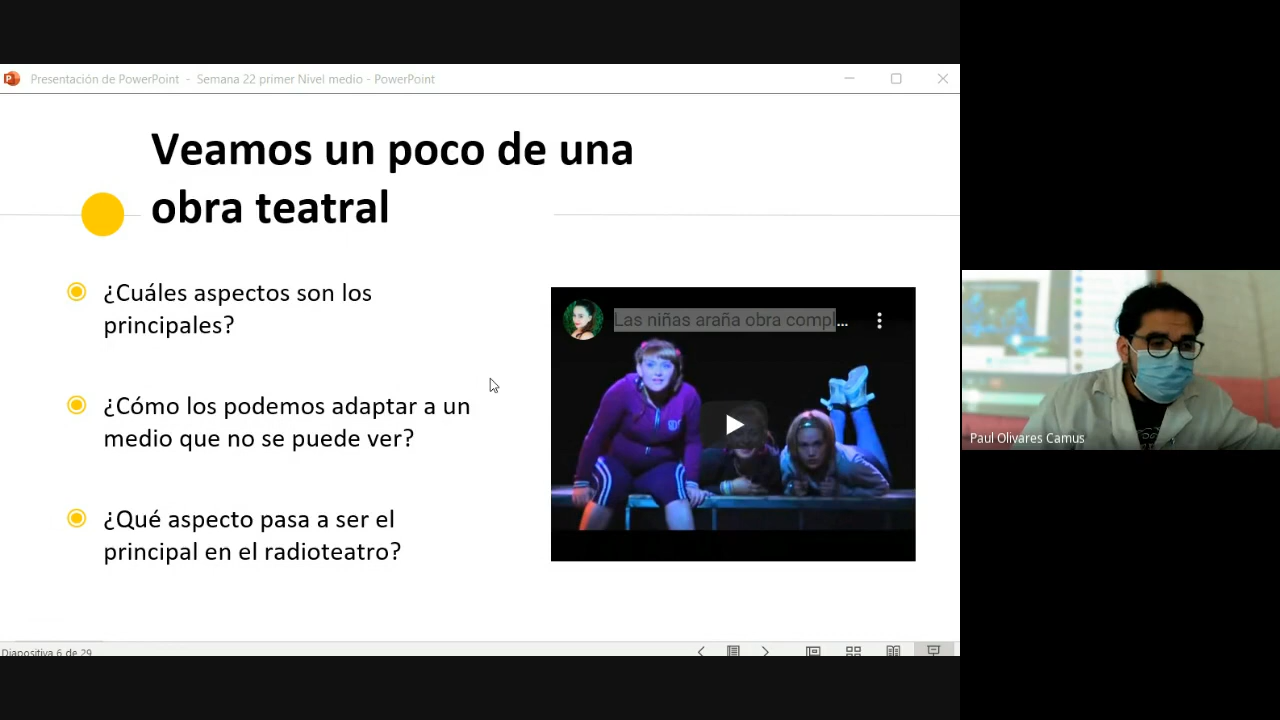 Presentación de PowerPoint - Semana 22 primer Nivel medio - PowerPoint
Veamos un poco de una
obra teatral
¿Cuáles aspectos son los
principales?
¿Cómo los podemos adaptar a un
medio que no se puede ver?
¿Qué aspecto pasa a ser el
principal en el radioteatro?
Las niñas araña obra compl...
Paul Olivares Camus
Diapositiva 6 de 29